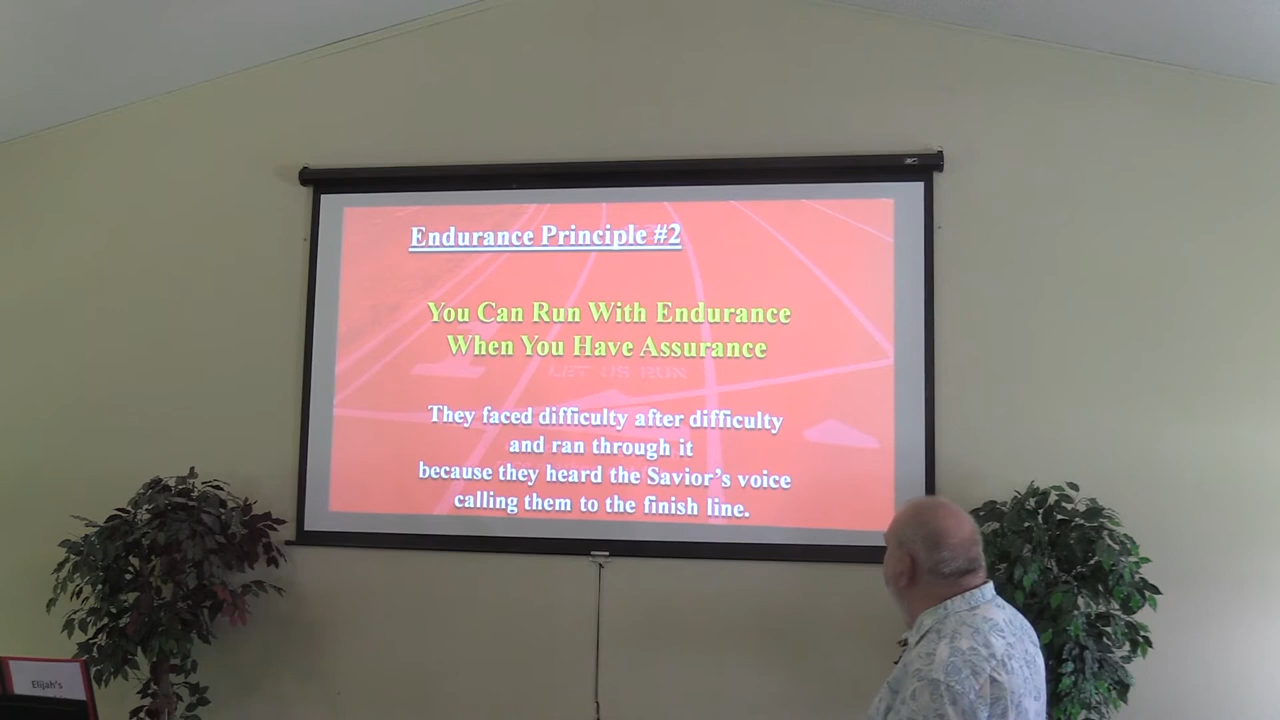 Endurance Principle #2
You Can Run With Endurance
When You Have Assurance
LET US RUN
They faced difficulty after difficulty
and ran through it
because they heard the Savior's voice
calling them to the finish line.
Elijah's